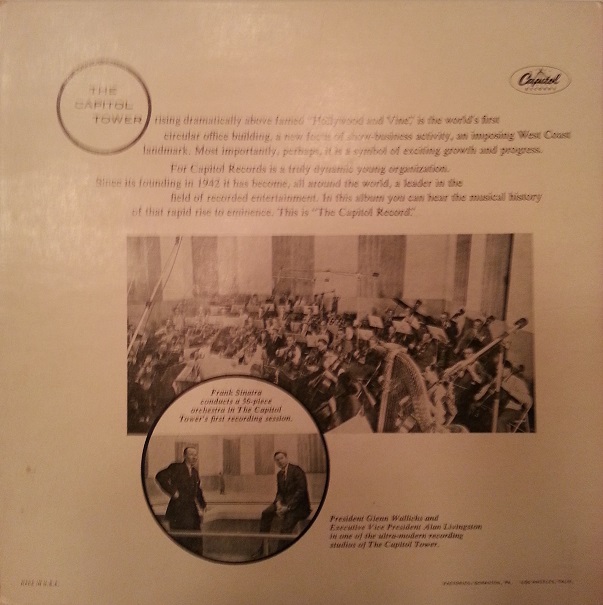 THE
CAPITOL
TOWER
Capitol
RECORDS
rising dramatically above famed "Hollywood and Vine," is the world's first
circular office building, a new focus of show-business activity, an imposing West Coast
landmark. Most importantly, perhaps, it is a symbol of exciting growth and progress.
For Capitol Records is a truly dynamic young organization.
Since its founding in 1942 it has become, all around the world, a leader in the
field of recorded entertainment. In this album you can hear the musical history
of that rapid rise to eminence. This is "The Capitol Record."
Frank Sinatra
conducts a 56-piece
orchestra in The Capitol
Tower's first recording session.
President Glenn Wallichs and
Executive Vice President Alan Livingston
in one of the ultra-modern recording
studios of The Capitol Tower.